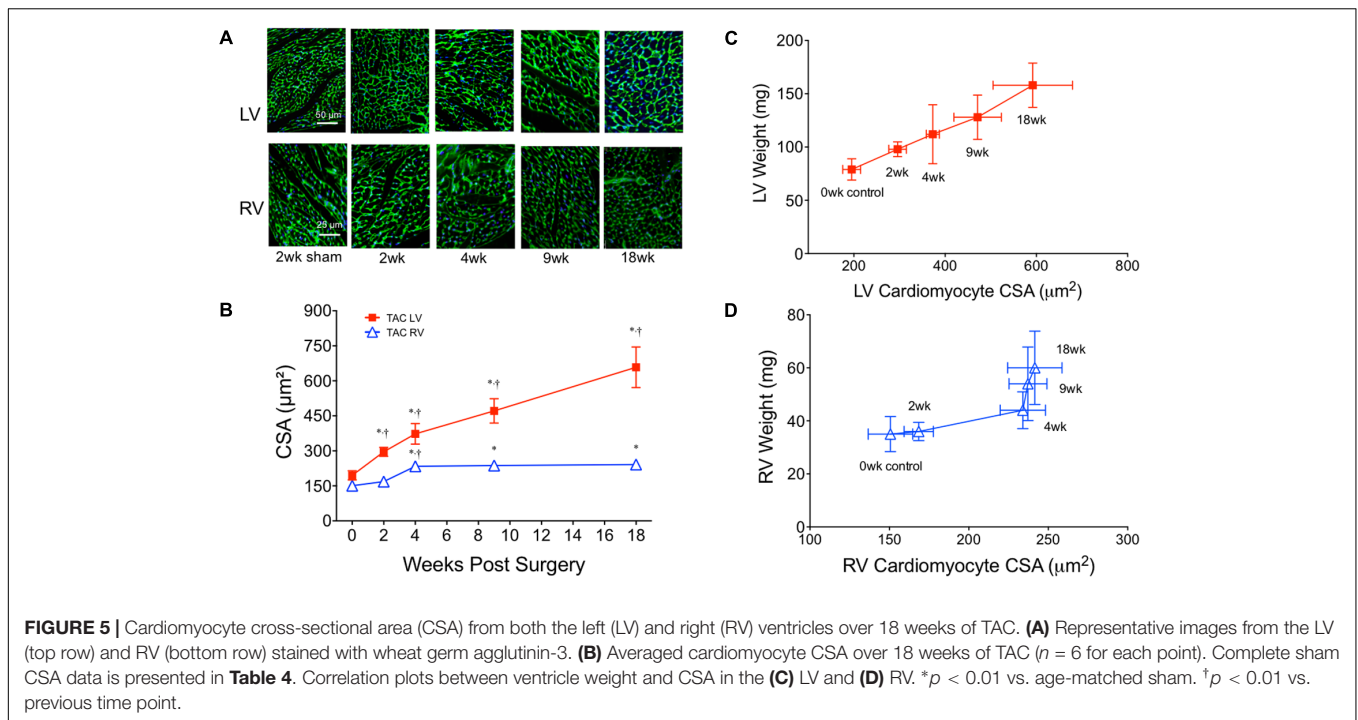 A
LV
50 µm
RV
25 µm
2wk sham 2wk 4wk 9wk 18wk
B
TAC LV
TAC RV
CSA (µm²)
900
750
600
450
300
150
0
*,†
*,†
*,†
*,†
*,†
*
*
0 2 4 6 8 10 12 14 16 18
Weeks Post Surgery
C
LV Weight (mg)
200
150
100
50
0
0wk control
2wk
4wk
9wk
18wk
200 400 600 800
LV Cardiomyocyte CSA (µm²)
D
RV Weight (mg)
80
60
40
20
0
0wk control
2wk
4wk
9wk
18wk
100 150 200 250 300
RV Cardiomyocyte CSA (µm²)
FIGURE 5 | Cardiomyocyte cross-sectional area (CSA) from both the left (LV) and right (RV) ventricles over 18 weeks of TAC. (A) Representative images from the LV
(top row) and RV (bottom row) stained with wheat germ agglutinin-3. (B) Averaged cardiomyocyte CSA over 18 weeks of TAC (n = 6 for each point). Complete sham
CSA data is presented in Table 4. Correlation plots between ventricle weight and CSA in the (C) LV and (D) RV. *p < 0.01 vs. age-matched sham. †p < 0.01 vs.
previous time point.